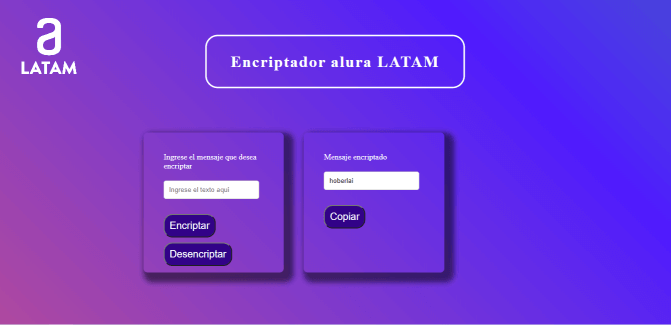 a
LATAM
Encriptador alura LATAM
Ingrese el mensaje que desea
encriptar
Ingrese el texto aquí
Encriptar
Desencriptar
Mensaje encriptado
hoberlai
Copiar